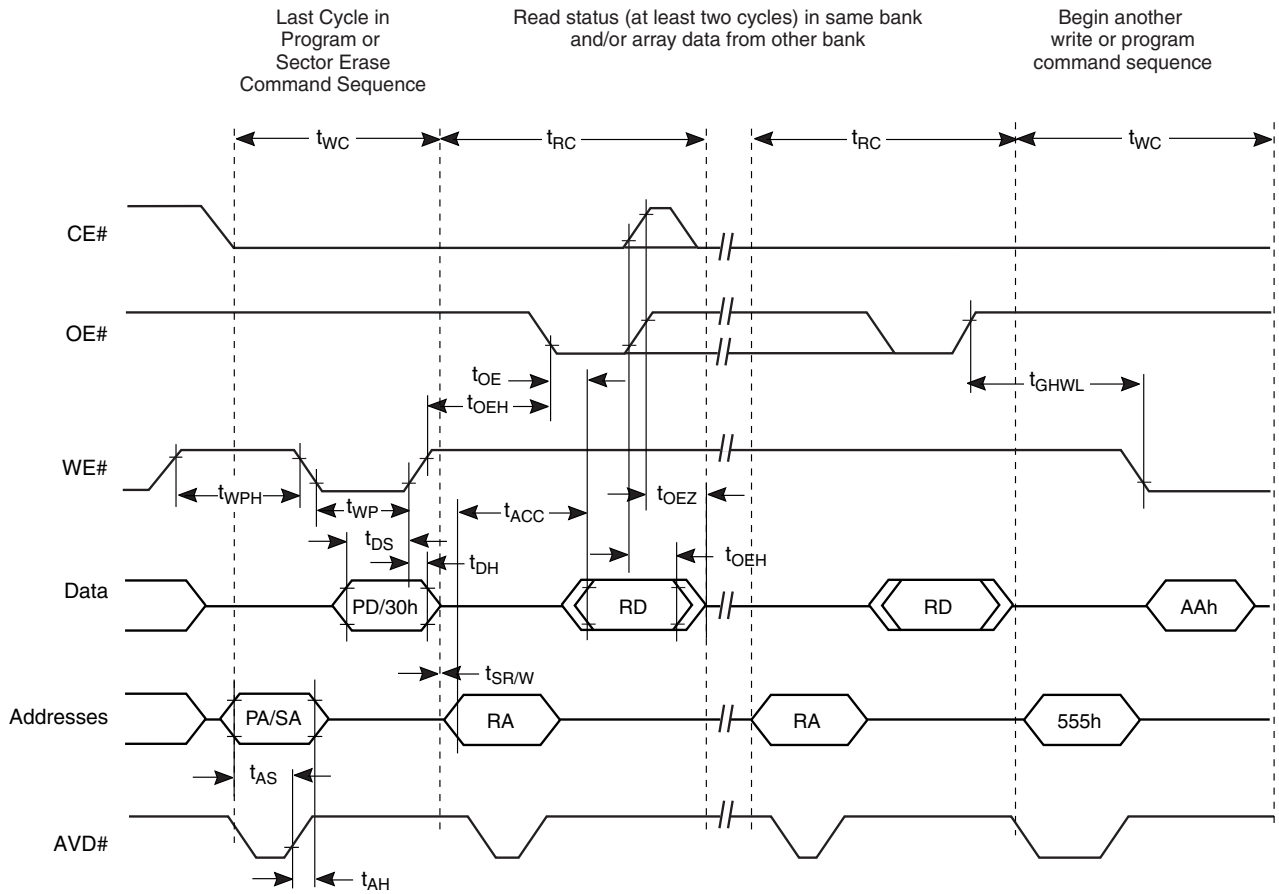 Last Cycle in
Program or
Sector Erase
Command Sequence
Read status (at least two cycles) in same bank
and/or array data from other bank
Begin another
write or program
command sequence
tWC
tRC
tRC
tWC
CE#
OE#
tOE
tOEH
tGHWL
WE#
tWPH
tWP
tACC
tOEZ
tDS
tDH
tOEH
Data
PD/30h
RD
RD
AAh
tSR/W
Addresses
PA/SA
RA
RA
555h
tAS
AVD#
tAH